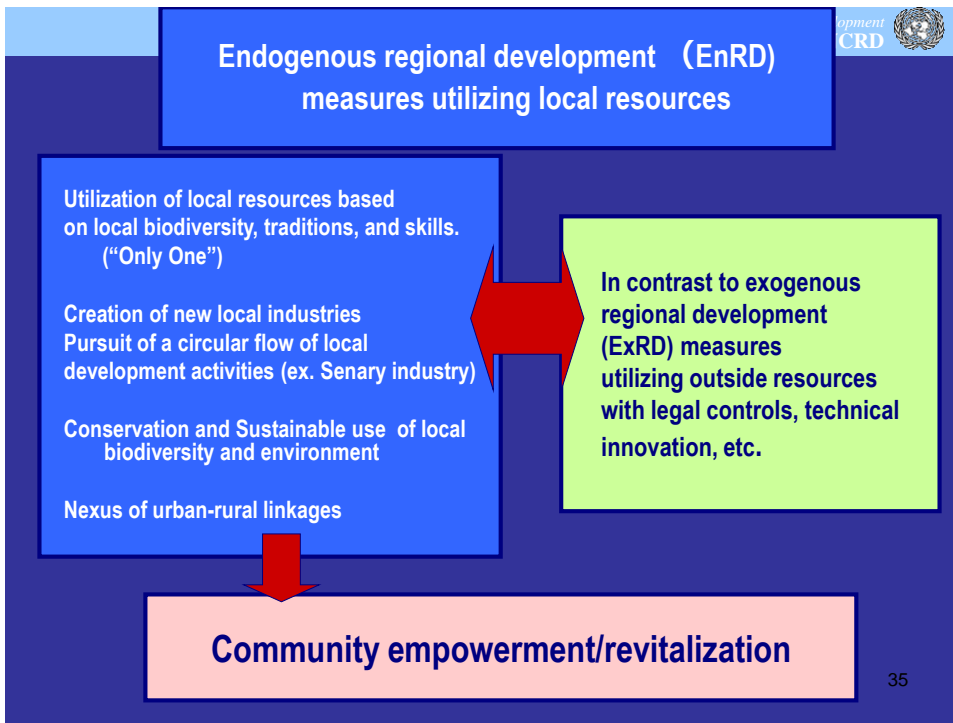 opment
CRD
Endogenous regional development （EnRD)
measures utilizing local resources
Utilization of local resources based
on local biodiversity, traditions, and skills.
(“Only One”)
Creation of new local industries
Pursuit of a circular flow of local
development activities (ex. Senary industry)
Conservation and Sustainable use of local
biodiversity and environment
Nexus of urban-rural linkages
In contrast to exogenous
regional development
(ExRD) measures
utilizing outside resources
with legal controls, technical
innovation, etc.
Community empowerment/revitalization
35